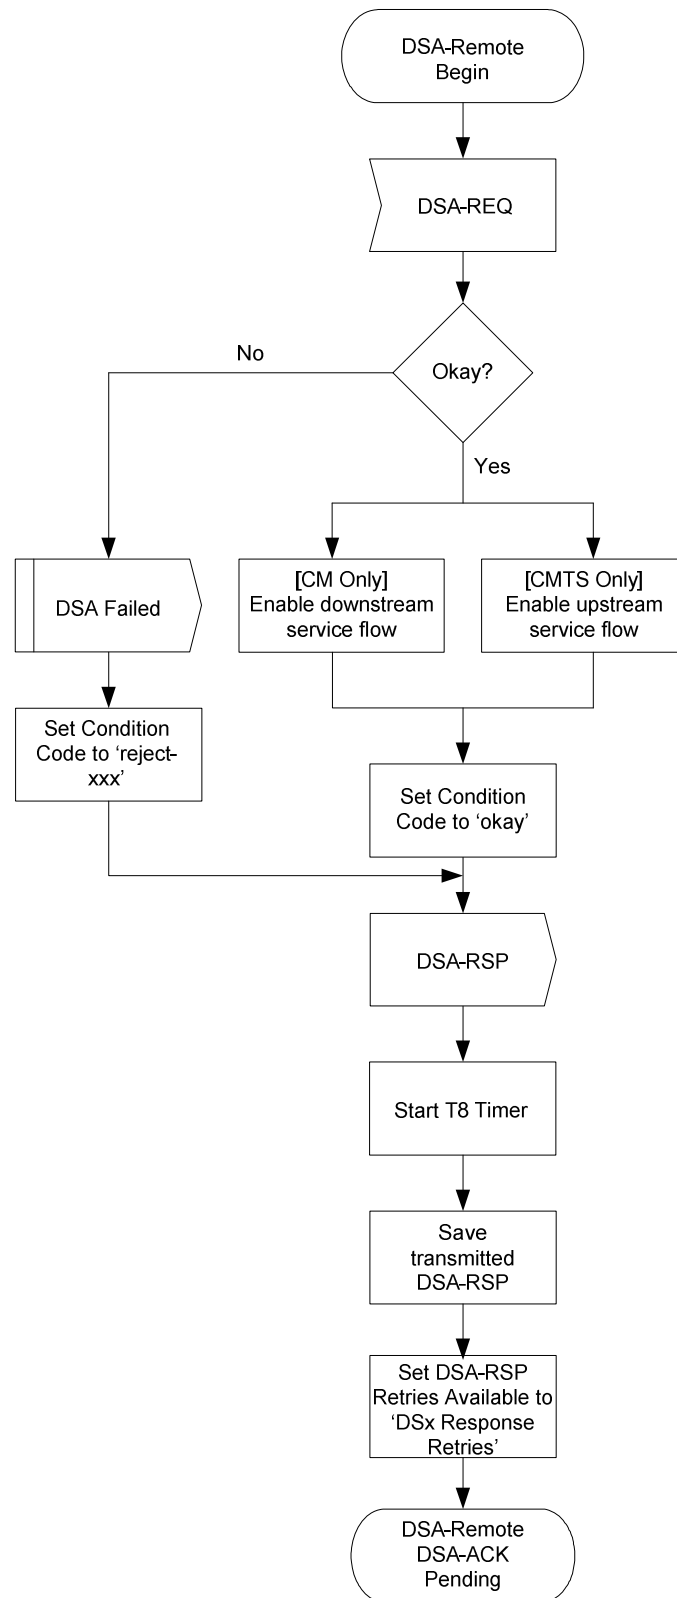 DSA-Remote
Begin
DSA-REQ
Okay?
No
Yes
DSA Failed
[CM Only]
Enable downstream
service flow
[CMTS Only]
Enable upstream
service flow
Set Condition
Code to ‘reject-
xxx’
Set Condition
Code to ‘okay’
DSA-RSP
Start T8 Timer
Save
transmitted
DSA-RSP
Set DSA-RSP
Retries Available to
‘DSx Response
Retries’
DSA-Remote
DSA-ACK
Pending